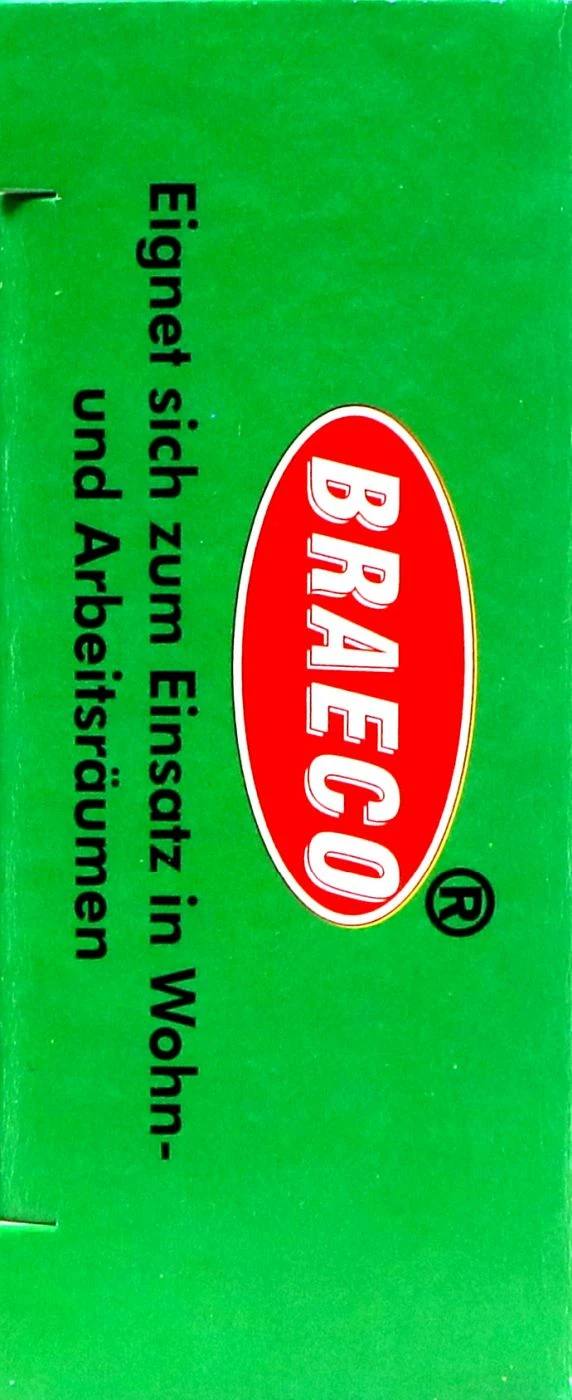 BRAECO®
Eignet sich zum Einsatz in Wohn-
und Arbeitsräumen